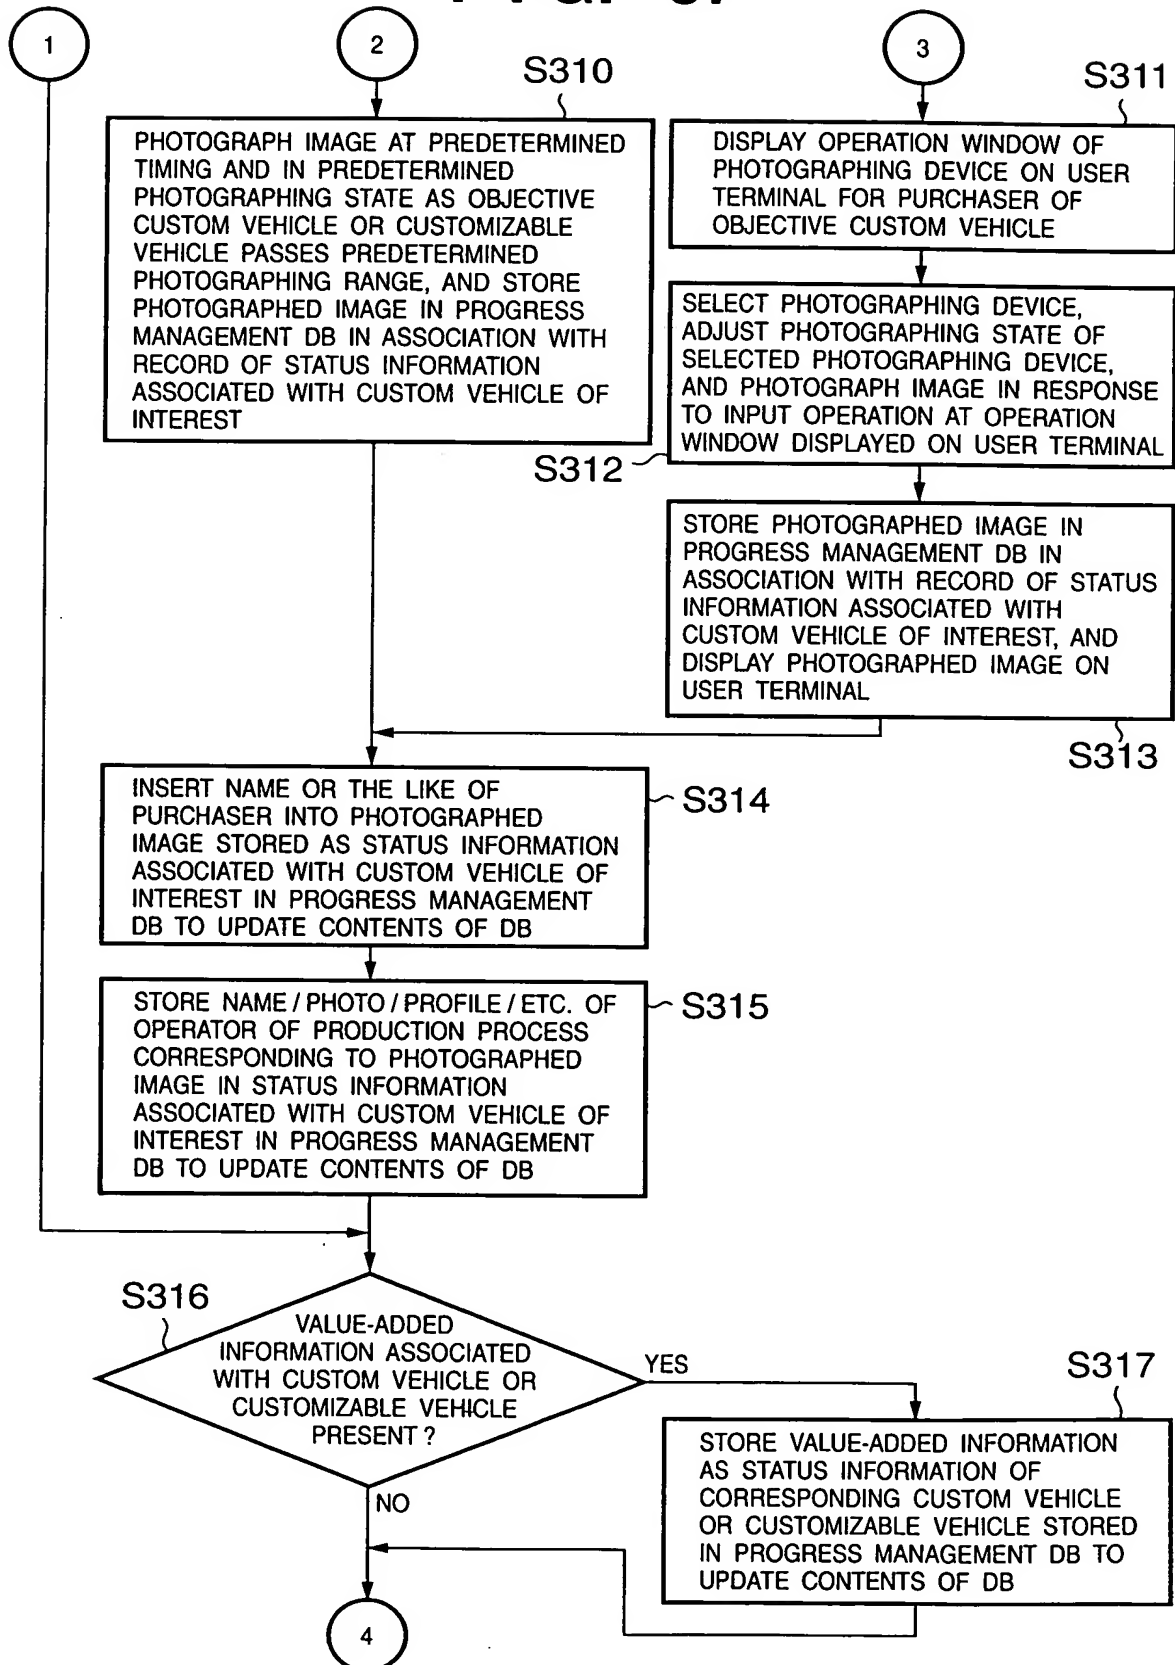 1
2
3
S310
PHOTOGRAPH IMAGE AT PREDETERMINED
TIMING AND IN PREDETERMINED
PHOTOGRAPHING STATE AS OBJECTIVE
CUSTOM VEHICLE OR CUSTOMIZABLE
VEHICLE PASSES PREDETERMINED
PHOTOGRAPHING RANGE, AND STORE
PHOTOGRAPHED IMAGE IN PROGRESS
MANAGEMENT DB IN ASSOCIATION WITH
RECORD OF STATUS INFORMATION
ASSOCIATED WITH CUSTOM VEHICLE OF
INTEREST
S311
DISPLAY OPERATION WINDOW OF
PHOTOGRAPHING DEVICE ON USER
TERMINAL FOR PURCHASER OF
OBJECTIVE CUSTOM VEHICLE
SELECT PHOTOGRAPHING DEVICE,
ADJUST PHOTOGRAPHING STATE OF
SELECTED PHOTOGRAPHING DEVICE,
AND PHOTOGRAPH IMAGE IN RESPONSE
TO INPUT OPERATION AT OPERATION
WINDOW DISPLAYED ON USER TERMINAL
S312
STORE PHOTOGRAPHED IMAGE IN
PROGRESS MANAGEMENT DB IN
ASSOCIATION WITH RECORD OF STATUS
INFORMATION ASSOCIATED WITH
CUSTOM VEHICLE OF INTEREST, AND
DISPLAY PHOTOGRAPHED IMAGE ON
USER TERMINAL
S313
INSERT NAME OR THE LIKE OF
PURCHASER INTO PHOTOGRAPHED
IMAGE STORED AS STATUS INFORMATION
ASSOCIATED WITH CUSTOM VEHICLE OF
INTEREST IN PROGRESS MANAGEMENT
DB TO UPDATE CONTENTS OF DB
S314
STORE NAME / PHOTO / PROFILE / ETC. OF
OPERATOR OF PRODUCTION PROCESS
CORRESPONDING TO PHOTOGRAPHED
IMAGE IN STATUS INFORMATION
ASSOCIATED WITH CUSTOM VEHICLE OF
INTEREST IN PROGRESS MANAGEMENT
DB TO UPDATE CONTENTS OF DB
S315
S316
VALUE-ADDED
INFORMATION ASSOCIATED
WITH CUSTOM VEHICLE OR
CUSTOMIZABLE VEHICLE
PRESENT ?
YES
NO
S317
STORE VALUE-ADDED INFORMATION
AS STATUS INFORMATION OF
CORRESPONDING CUSTOM VEHICLE
OR CUSTOMIZABLE VEHICLE STORED
IN PROGRESS MANAGEMENT DB TO
UPDATE CONTENTS OF DB
4